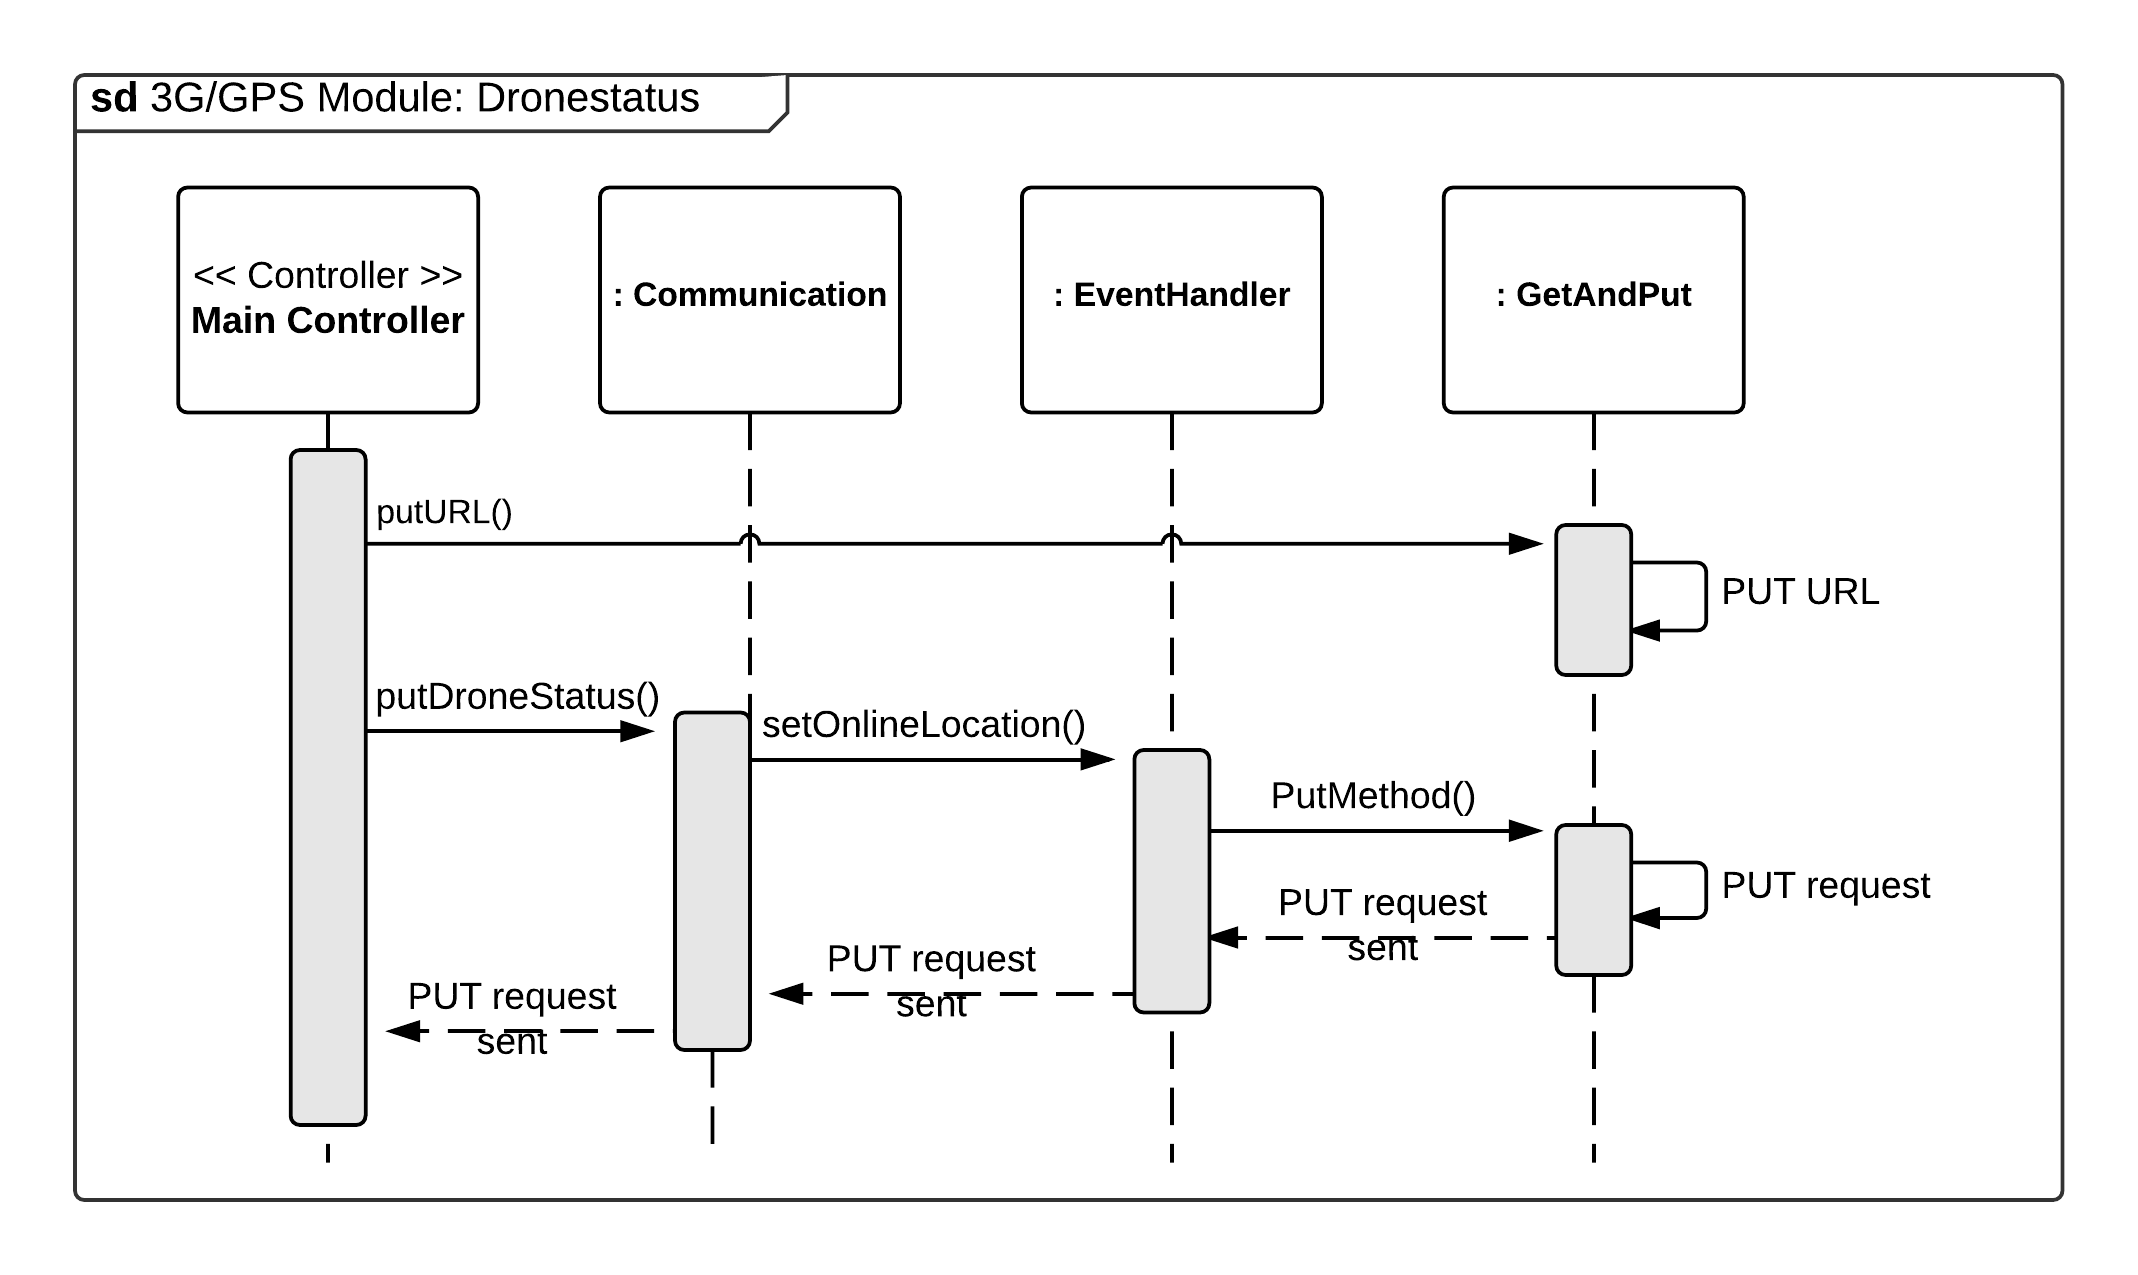 sd 3G/GPS Module: Dronestatus
<< Controller >>
Main Controller
: Communication
: EventHandler
: GetAndPut
putURL()
PUT URL
putDroneStatus()
setOnlineLocation()
PutMethod()
PUT request
PUT request
sent
PUT request
sent
PUT request
sent